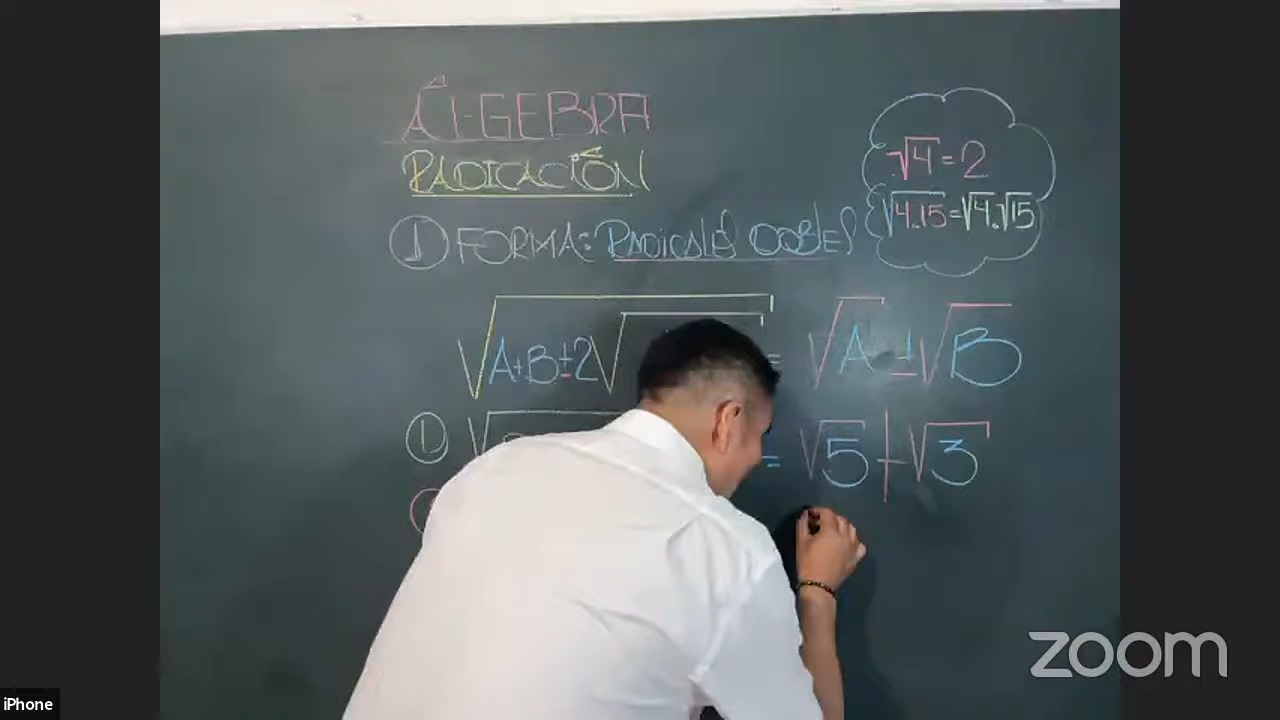 ÁLGEBRA
RADICACIÓN
① FORMA: RADICALES DOBLES
√4 = 2
√4.15 = √4.√15
√A+B±2√ = √A ± √B
① √ = √5 + √3
ZOOM
iPhone